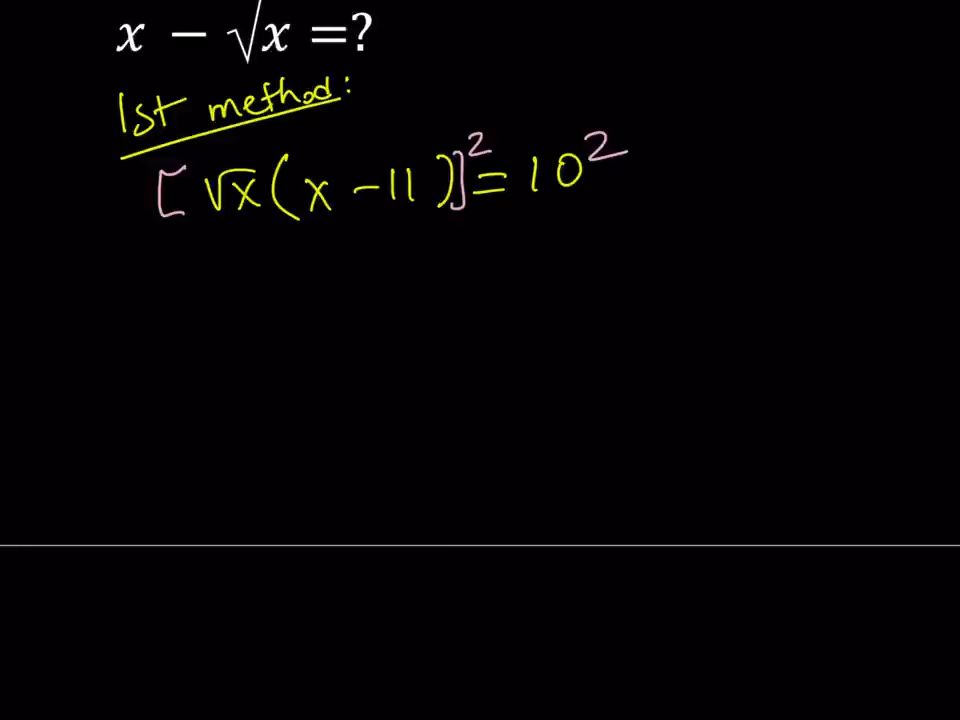 x − √x =?
1st method:
[√x(x−11)]² = 10²